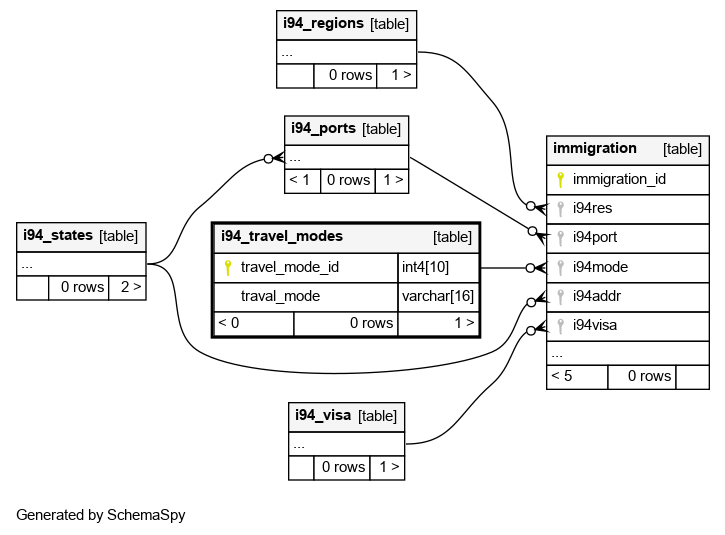 i94_regions [table]
...
0 rows 1 >
i94_ports [table]
...
< 1 0 rows 1 >
immigration [table]
immigration_id
i94res
i94port
i94mode
i94addr
i94visa
...
< 5 0 rows
i94_states [table]
...
0 rows 2 >
i94_travel_modes [table]
travel_mode_id int4[10]
traval_mode varchar[16]
< 0 0 rows 1 >
i94_visa [table]
...
0 rows 1 >
Generated by SchemaSpy